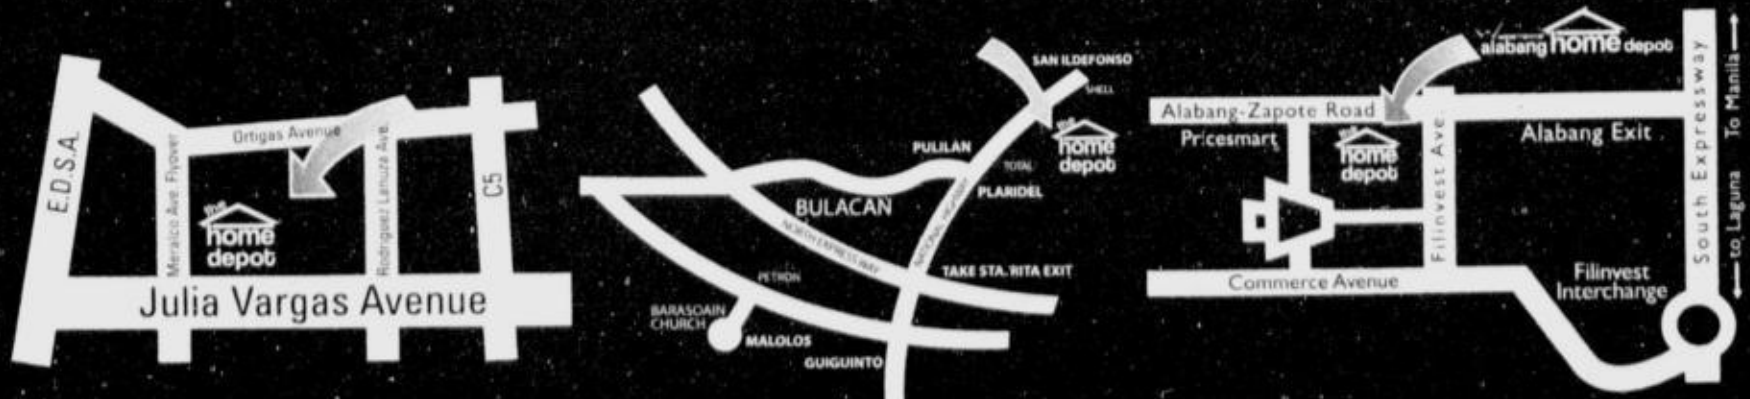 E.D.S.A.
Meralco Ave. Flyover
Ortigas Avenue
Rodriguez Lanuza Ave.
C5
the
home
depot
Julia Vargas Avenue
SAN ILDEFONSO
SHELL
the
home
depot
PULILAN
TOTAL
PLARIDEL
BULACAN
NORTH EXPRESSWAY
NATIONAL HIGHWAY
TAKE STA. RITA EXIT
PETRON
BARASOAIN
CHURCH
MALOLOS
GUIGUINTO
alabang home depot
Alabang-Zapote Road
Pricesmart
the
home
depot
Filinvest Ave.
Alabang Exit
South Expressway
to Laguna To Manila
Commerce Avenue
Filinvest
Interchange